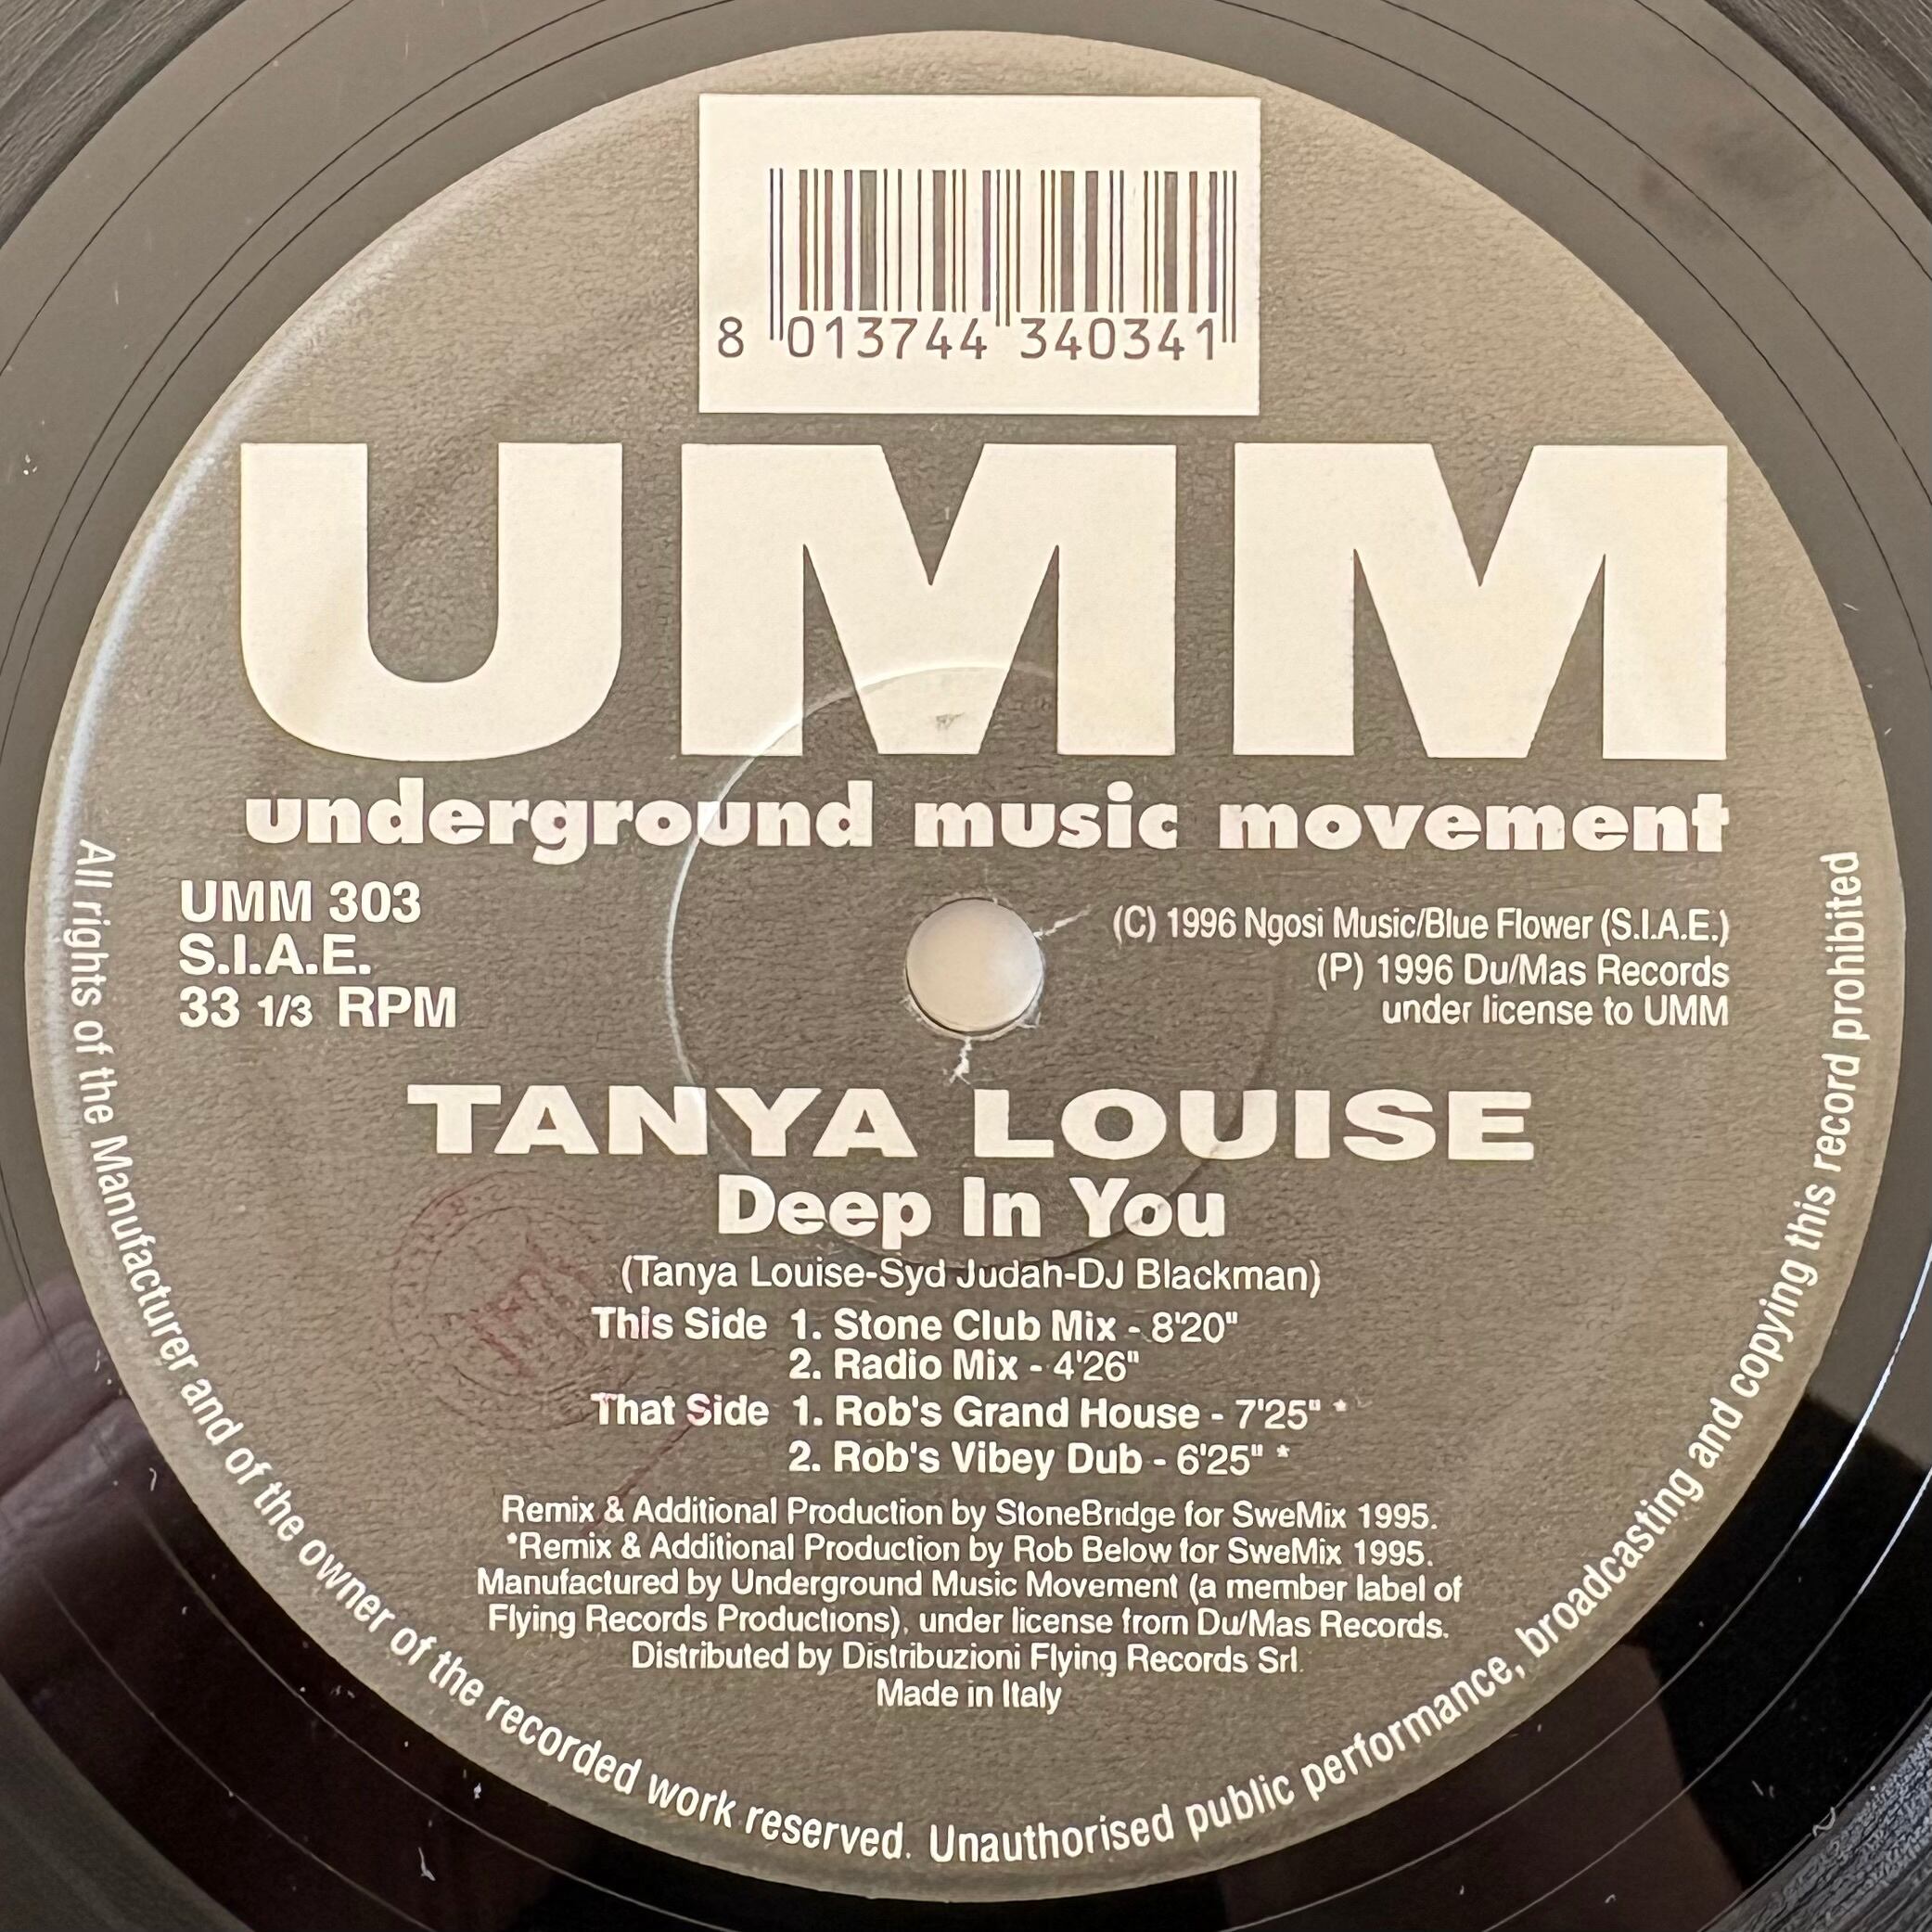 8 013744 340341
UMM
underground music movement
UMM 303
S.I.A.E.
33 1/3 RPM
(C) 1996 Ngosi Music/Blue Flower (S.I.A.E.)
(P) 1996 Du/Mas Records
under license to UMM
TANYA LOUISE
Deep In You
(Tanya Louise-Syd Judah-DJ Blackman)
This Side 1. Stone Club Mix - 8'20"
2. Radio Mix - 4'26"
That Side 1. Rob's Grand House - 7'25" *
2. Rob's Vibey Dub - 6'25" *
Remix & Additional Production by StoneBridge for SweMix 1995.
*Remix & Additional Production by Rob Below for SweMix 1995.
Manufactured by Underground Music Movement (a member label of
Flying Records Productions), under license from Du/Mas Records.
Distributed by Distribuzioni Flying Records Srl.
Made in Italy
All rights of the Manufacturer and of the owner of the recorded work reserved. Unauthorised public performance, broadcasting and copying this record prohibited